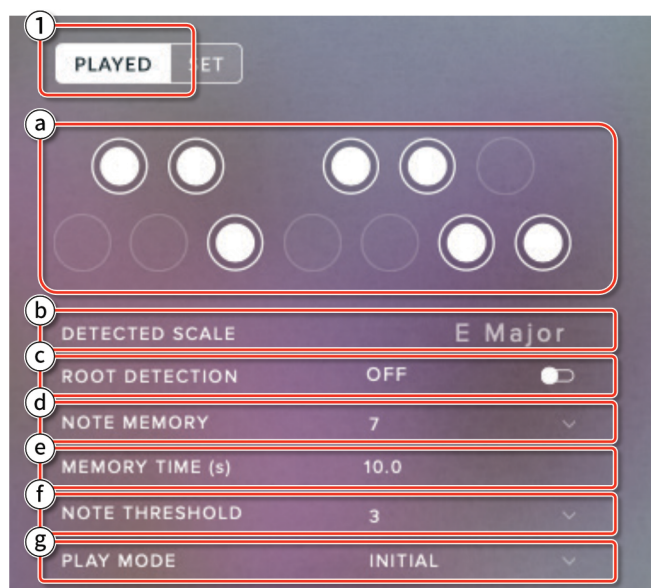 1
PLAYED SET
a
b
DETECTED SCALE E Major
c
ROOT DETECTION OFF
d
NOTE MEMORY 7
e
MEMORY TIME (s) 10.0
f
NOTE THRESHOLD 3
g
PLAY MODE INITIAL